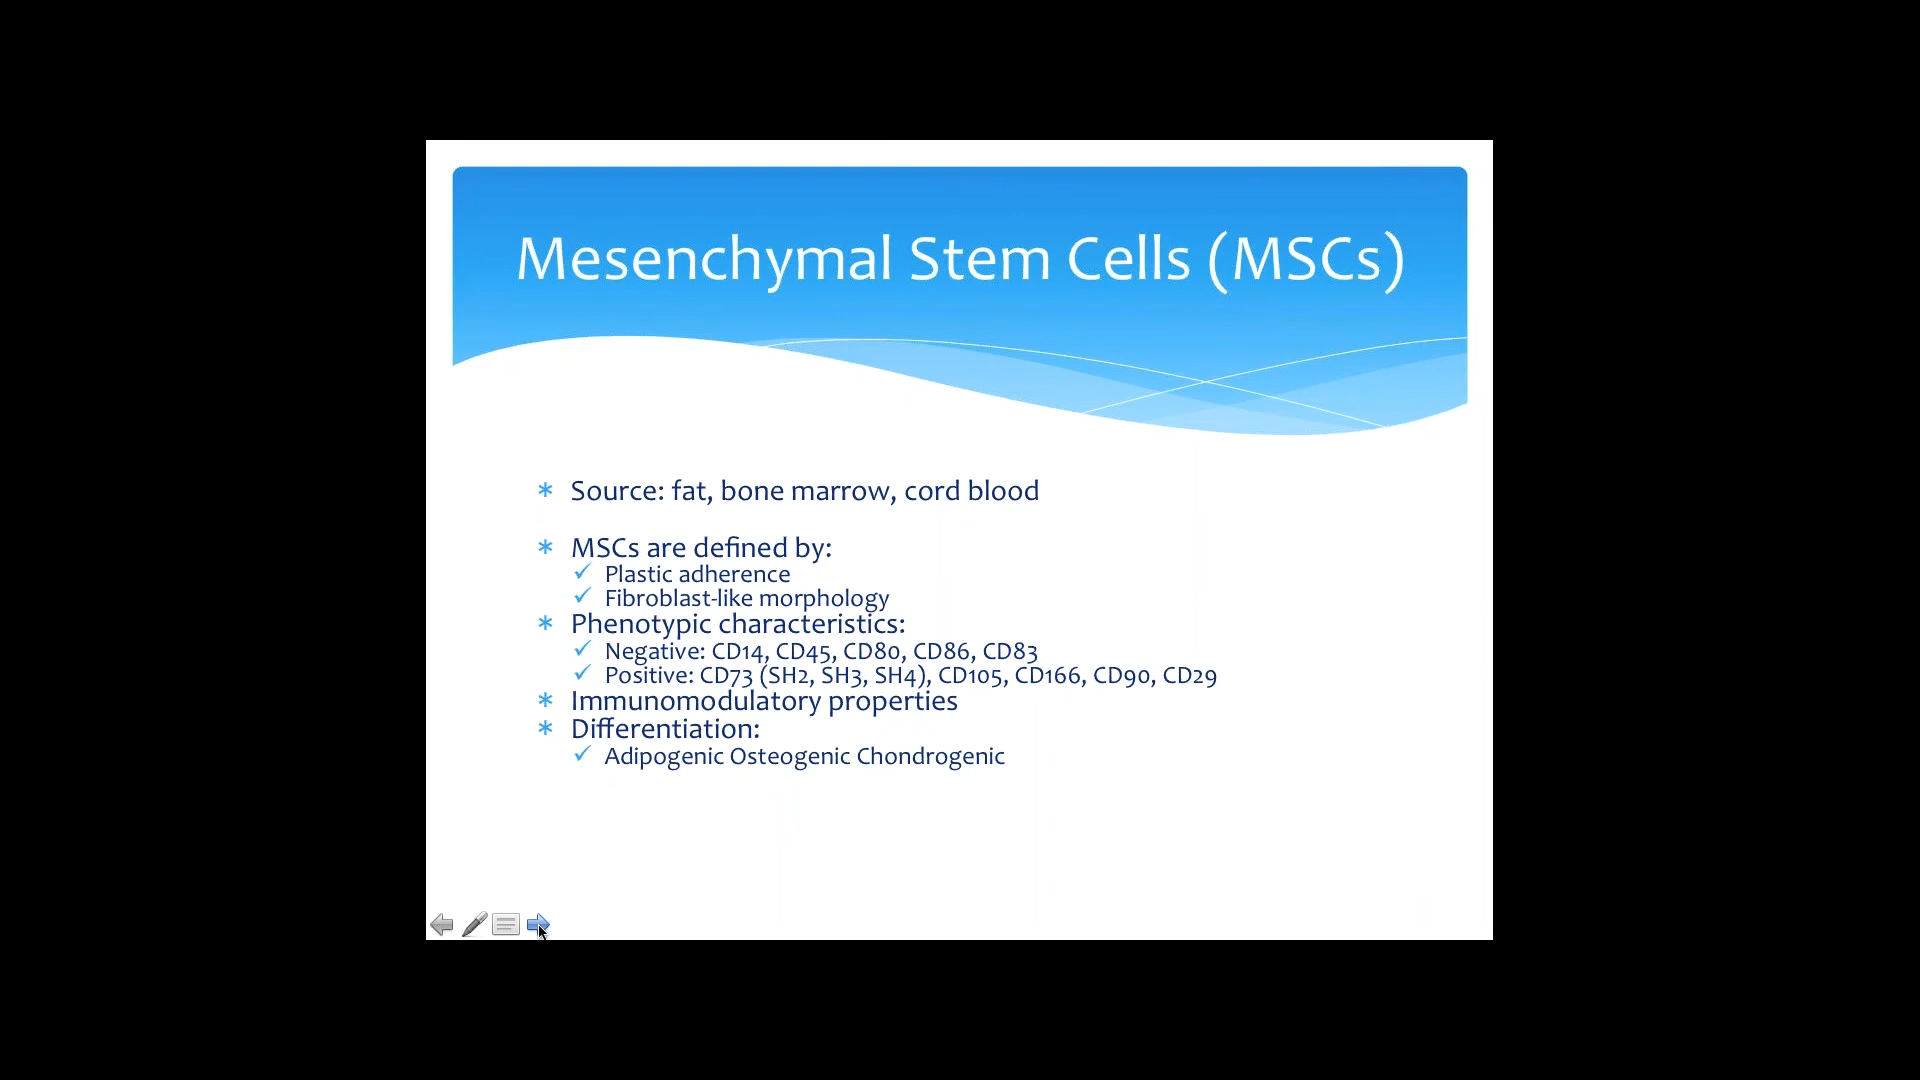 Mesenchymal Stem Cells (MSCs)
Source: fat, bone marrow, cord blood
MSCs are defined by:
Plastic adherence
Fibroblast-like morphology
Phenotypic characteristics:
Negative: CD14, CD45, CD80, CD86, CD83
Positive: CD73 (SH2, SH3, SH4), CD105, CD166, CD90, CD29
Immunomodulatory properties
Differentiation:
Adipogenic Osteogenic Chondrogenic